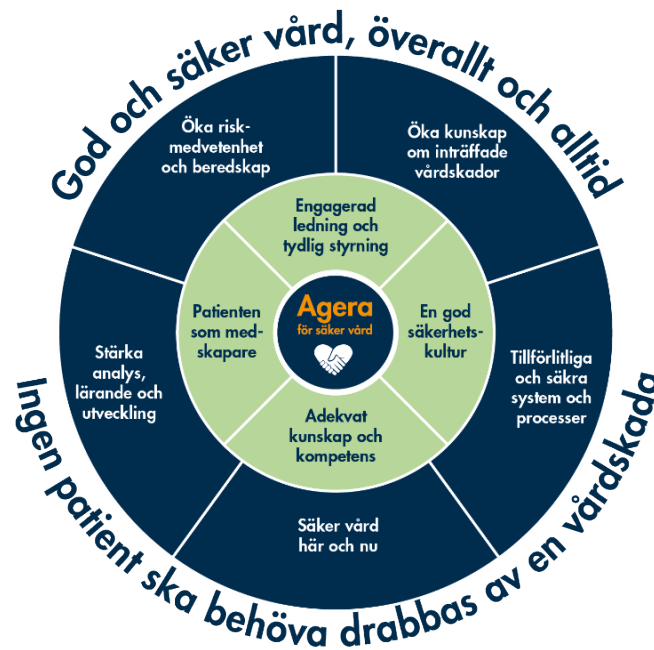 God och säker vård, överallt och alltid
Öka risk-
medvetenhet
och beredskap
Öka kunskap
om inträffade
vårdskador
Engagerad
ledning och
tydlig styrning
Patienten
som med-
skapare
Agera
för säker vård
En god
säkerhets-
kultur
Stärka
analys,
lärande och
utveckling
Tillförlitliga
och säkra
system och
processer
Adekvat
kunskap och
kompetens
Säker vård
här och nu
Ingen patient ska behöva drabbas av en vårdskada